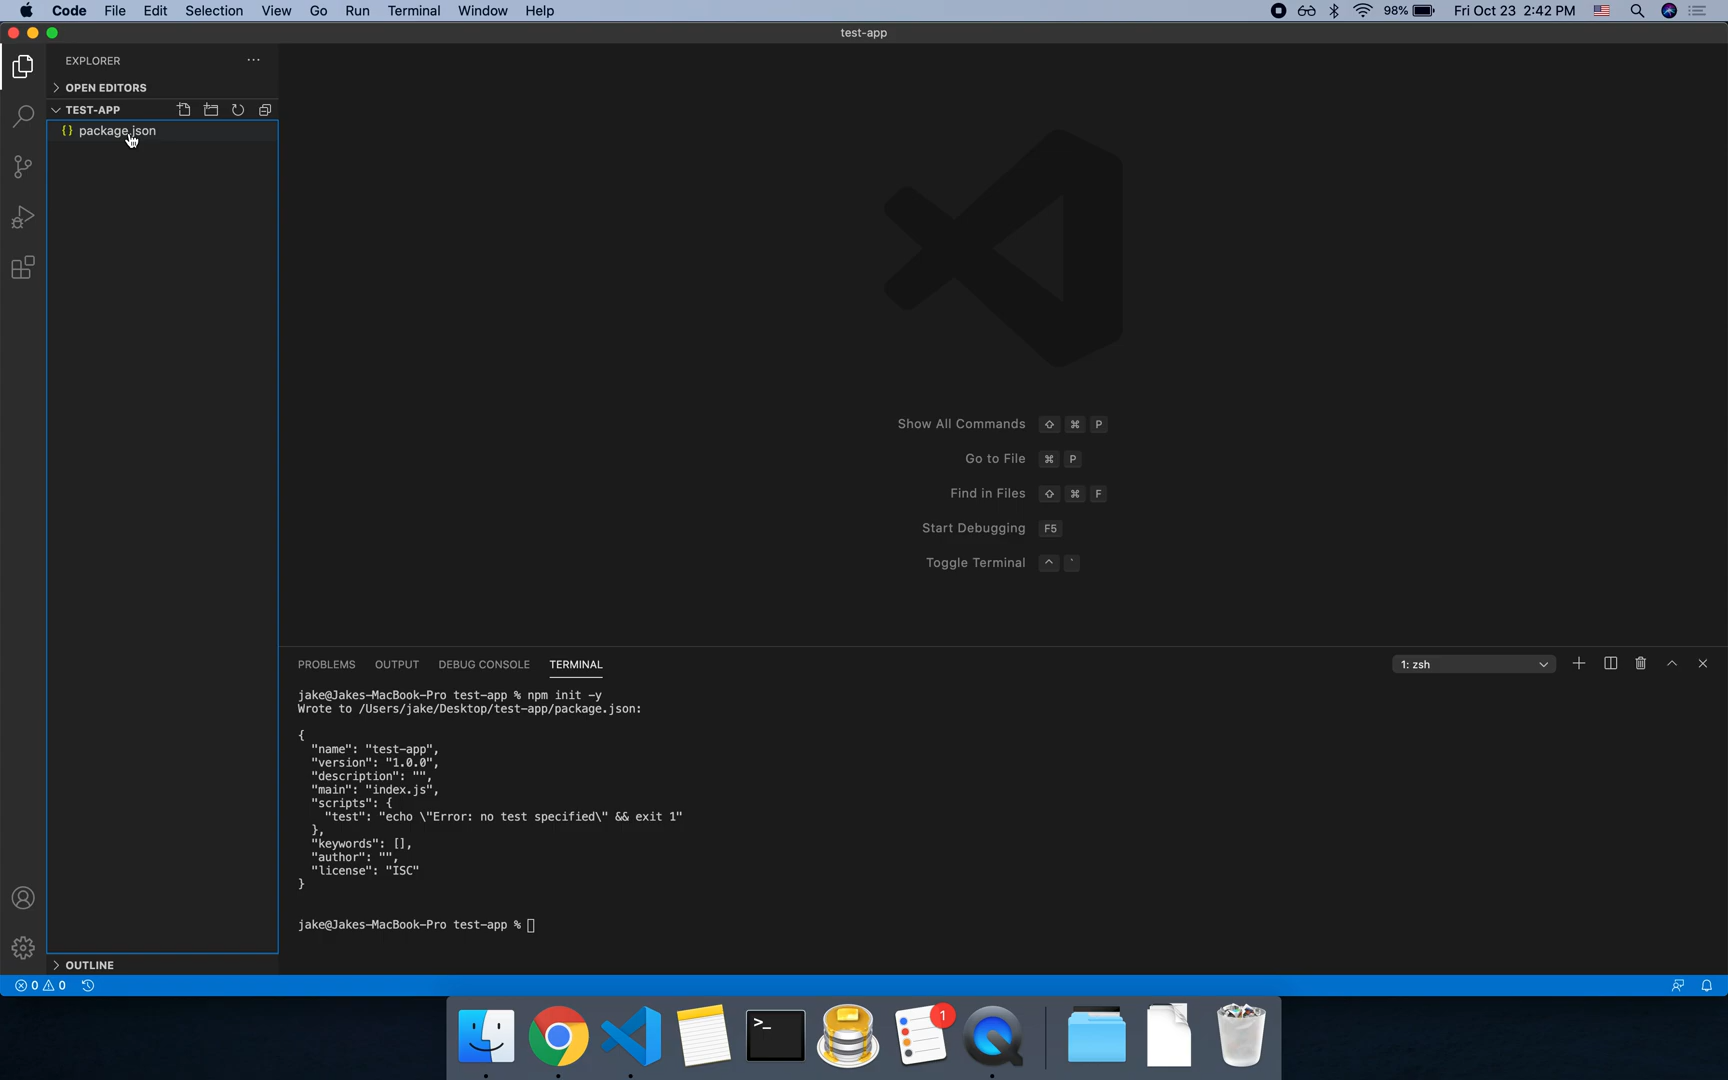 Code File Edit Selection View Go Run Terminal Window Help
98% Fri Oct 23 2:42 PM
test-app
EXPLORER
OPEN EDITORS
TEST-APP
{} package.json
Show All Commands ⇧ ⌘ P
Go to File ⌘ P
Find in Files ⇧ ⌘ F
Start Debugging F5
Toggle Terminal ^ `
PROBLEMS OUTPUT DEBUG CONSOLE TERMINAL
1: zsh
jake@Jakes-MacBook-Pro test-app % npm init -y
Wrote to /Users/jake/Desktop/test-app/package.json:
{
"name": "test-app",
"version": "1.0.0",
"description": "",
"main": "index.js",
"scripts": {
"test": "echo \"Error: no test specified\" && exit 1"
},
"keywords": [],
"author": "",
"license": "ISC"
}
jake@Jakes-MacBook-Pro test-app %
OUTLINE
0 0
>_
1